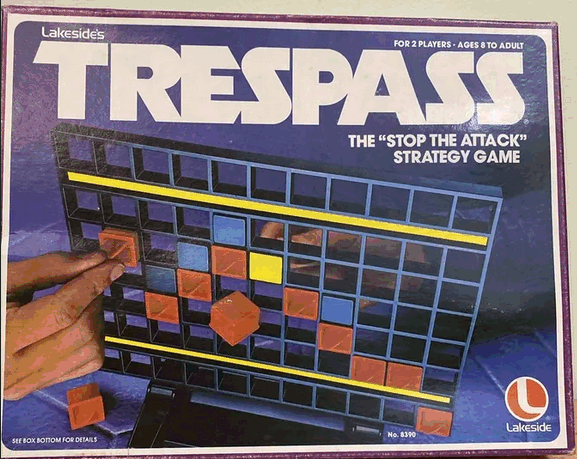 Lakeside's
FOR 2 PLAYERS - AGES 8 TO ADULT
TRESPASS
THE "STOP THE ATTACK"
STRATEGY GAME
L
Lakeside
SEE BOX BOTTOM FOR DETAILS
No. 8390